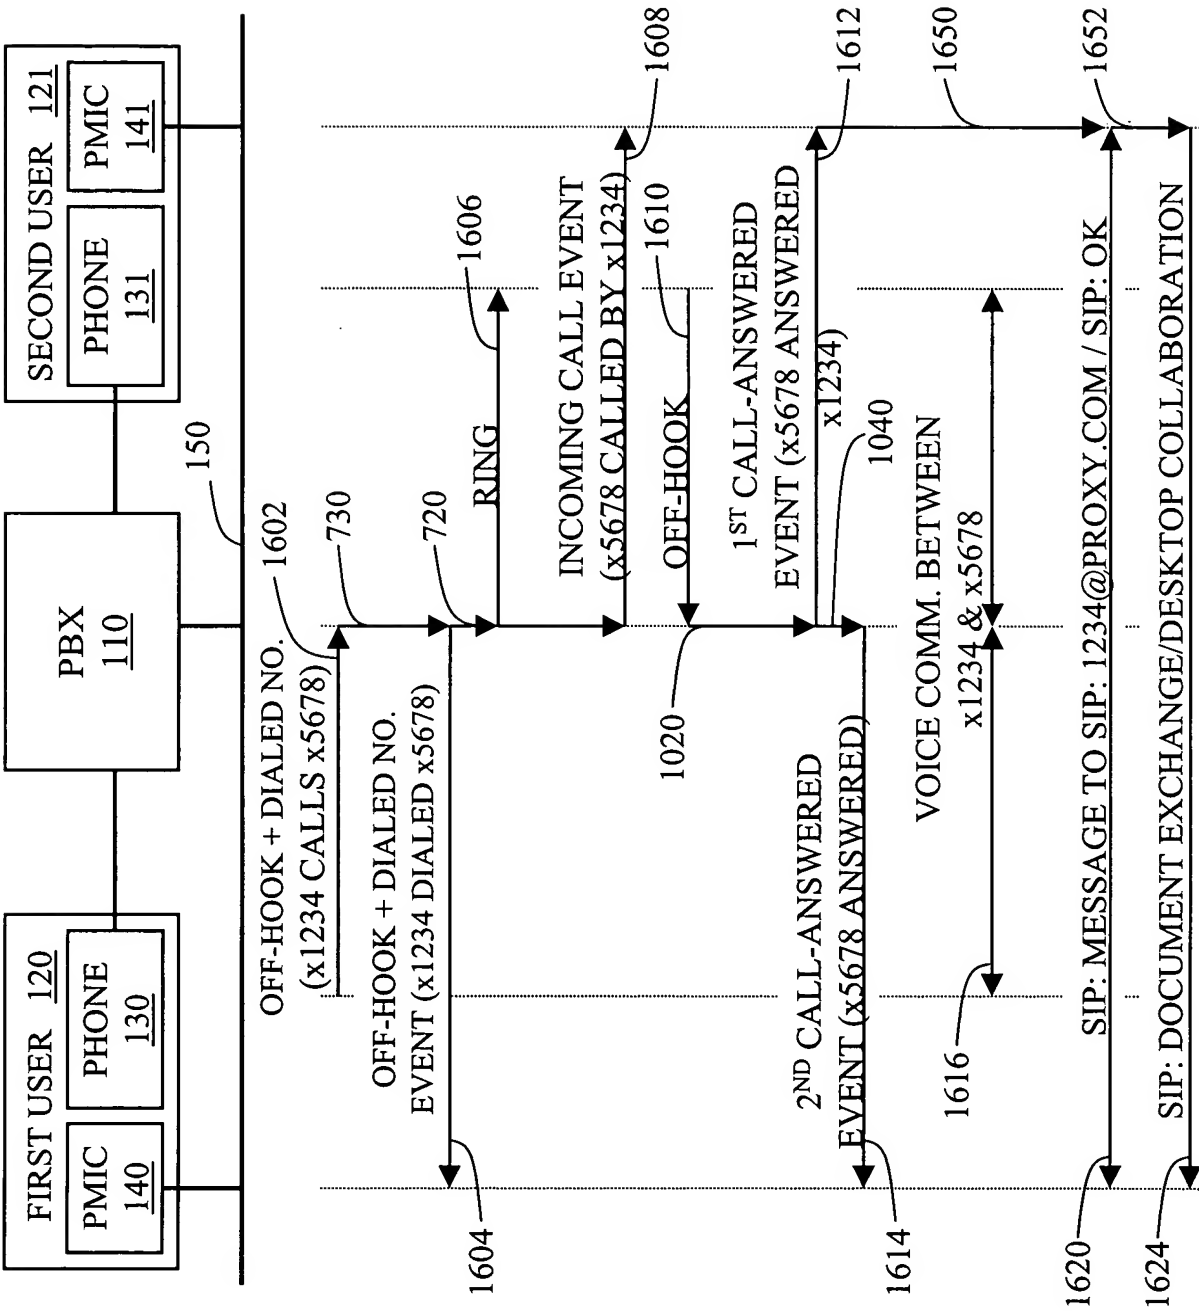 FIRST USER 120
PMIC
140
PHONE
130
PBX
110
SECOND USER 121
PHONE
131
PMIC
141
150
OFF-HOOK + DIALED NO.
(x1234 CALLS x5678)
1602
730
OFF-HOOK + DIALED NO.
EVENT (x1234 DIALED x5678)
1604
720
RING
1606
INCOMING CALL EVENT
(x5678 CALLED BY x1234)
1608
OFF-HOOK
1610
1020
1ST CALL-ANSWERED
EVENT (x5678 ANSWERED
x1234)
1612
1040
2ND CALL-ANSWERED
EVENT (x5678 ANSWERED)
1614
VOICE COMM. BETWEEN
x1234 & x5678
1616
1650
SIP: MESSAGE TO SIP: 1234@PROXY.COM / SIP: OK
1620
1652
SIP: DOCUMENT EXCHANGE/DESKTOP COLLABORATION
1624